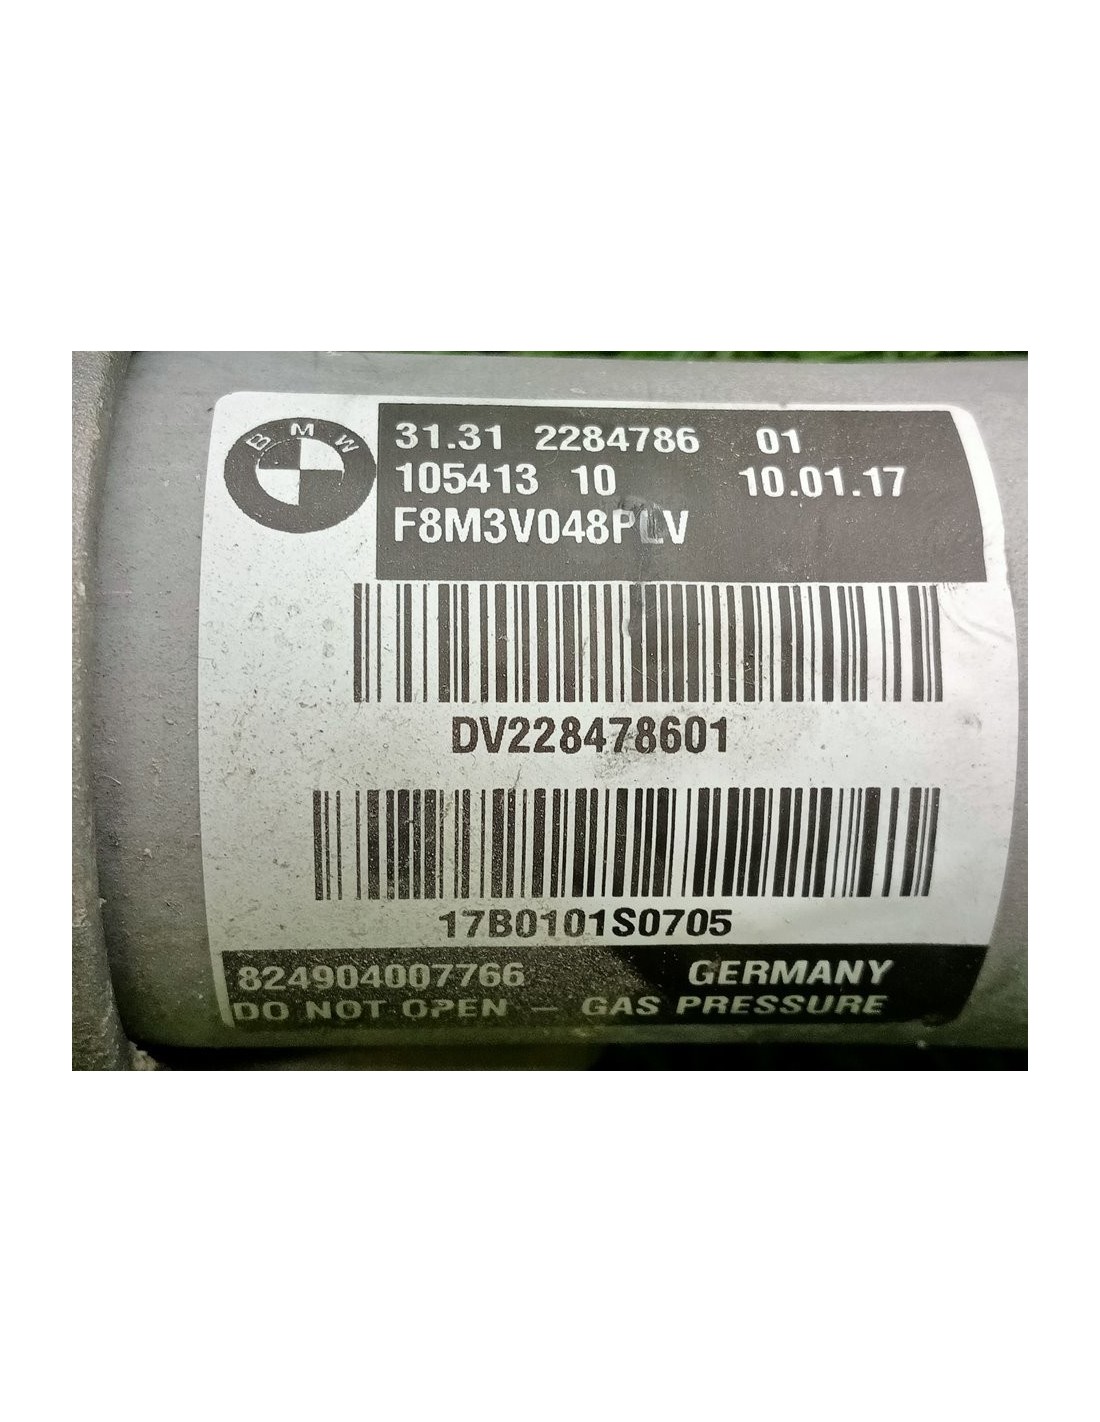 BMW
31.31 2284786 01
105413 10 10.01.17
F8M3V048PLV
DV228478601
17B0101S0705
824904007766 GERMANY
DO NOT OPEN – GAS PRESSURE